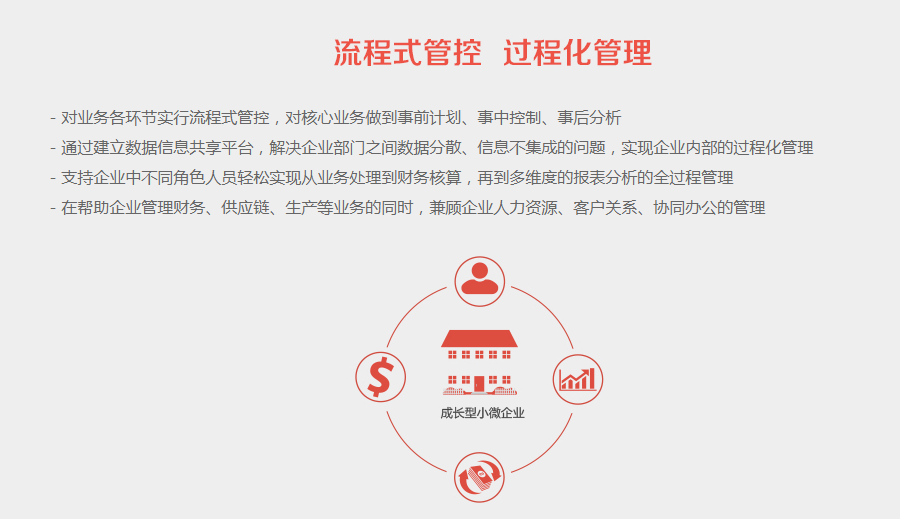 流程式管控 过程化管理
- 对业务各环节实行流程式管控，对核心业务做到事前计划、事中控制、事后分析
- 通过建立数据信息共享平台，解决企业部门之间数据分散、信息不集成的问题，实现企业内部的过程化管理
- 支持企业中不同角色人员轻松实现从业务处理到财务核算，再到多维度的报表分析的全过程管理
- 在帮助企业管理财务、供应链、生产等业务的同时，兼顾企业人力资源、客户关系、协同办公的管理
成长型小微企业